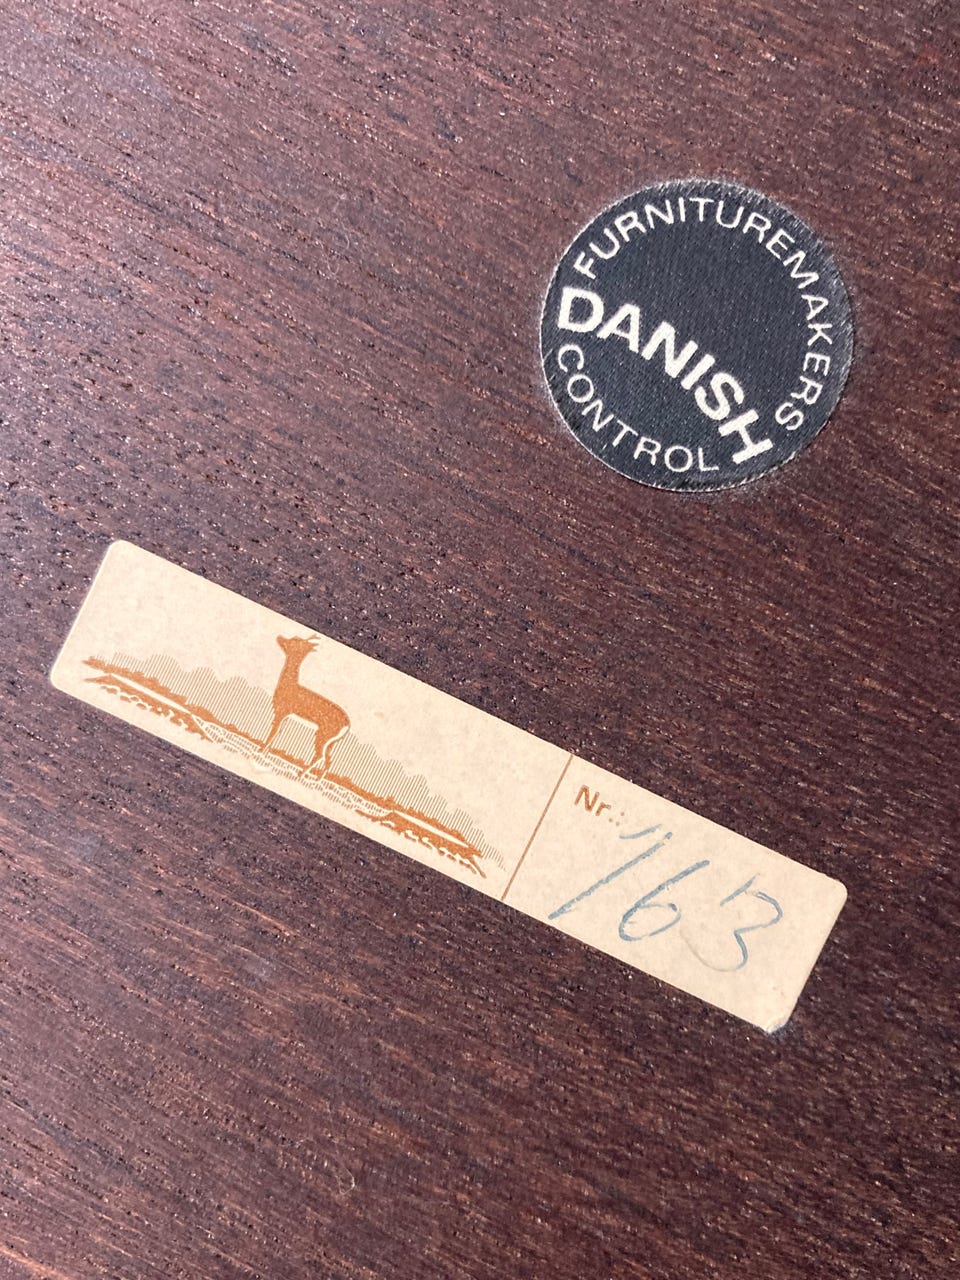 FURNITUREMAKERS
DANISH
CONTROL
Nr.: 163